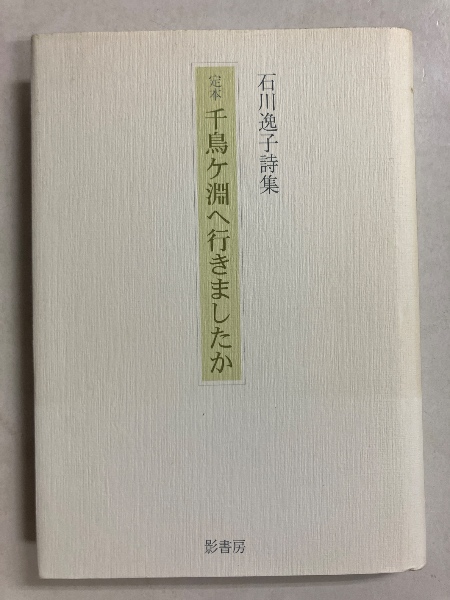 石川逸子詩集
定本 千鳥ケ淵へ行きましたか
影書房